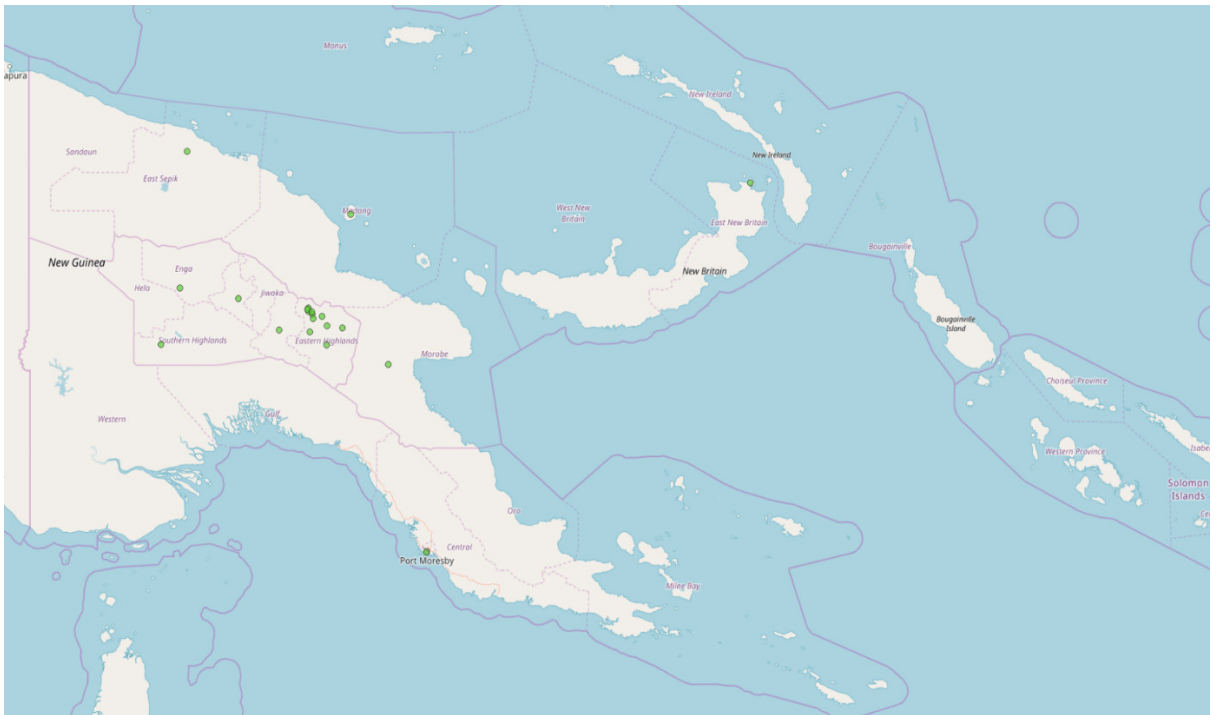 Manus
apura
New Ireland
Sandaun
New Ireland
East Sepik
Madang
West New
Britain
East New Britain
Bougainville
New Guinea
Enga
New Britain
Hela
Jiwaka
Bougainville
Island
Southern Highlands
Eastern Highlands
Morobe
Choiseul Province
Western
Gulf
Isabe
Western Province
Solomon
Islands
Ce
Oro
Central
Port Moresby
Milne Bay